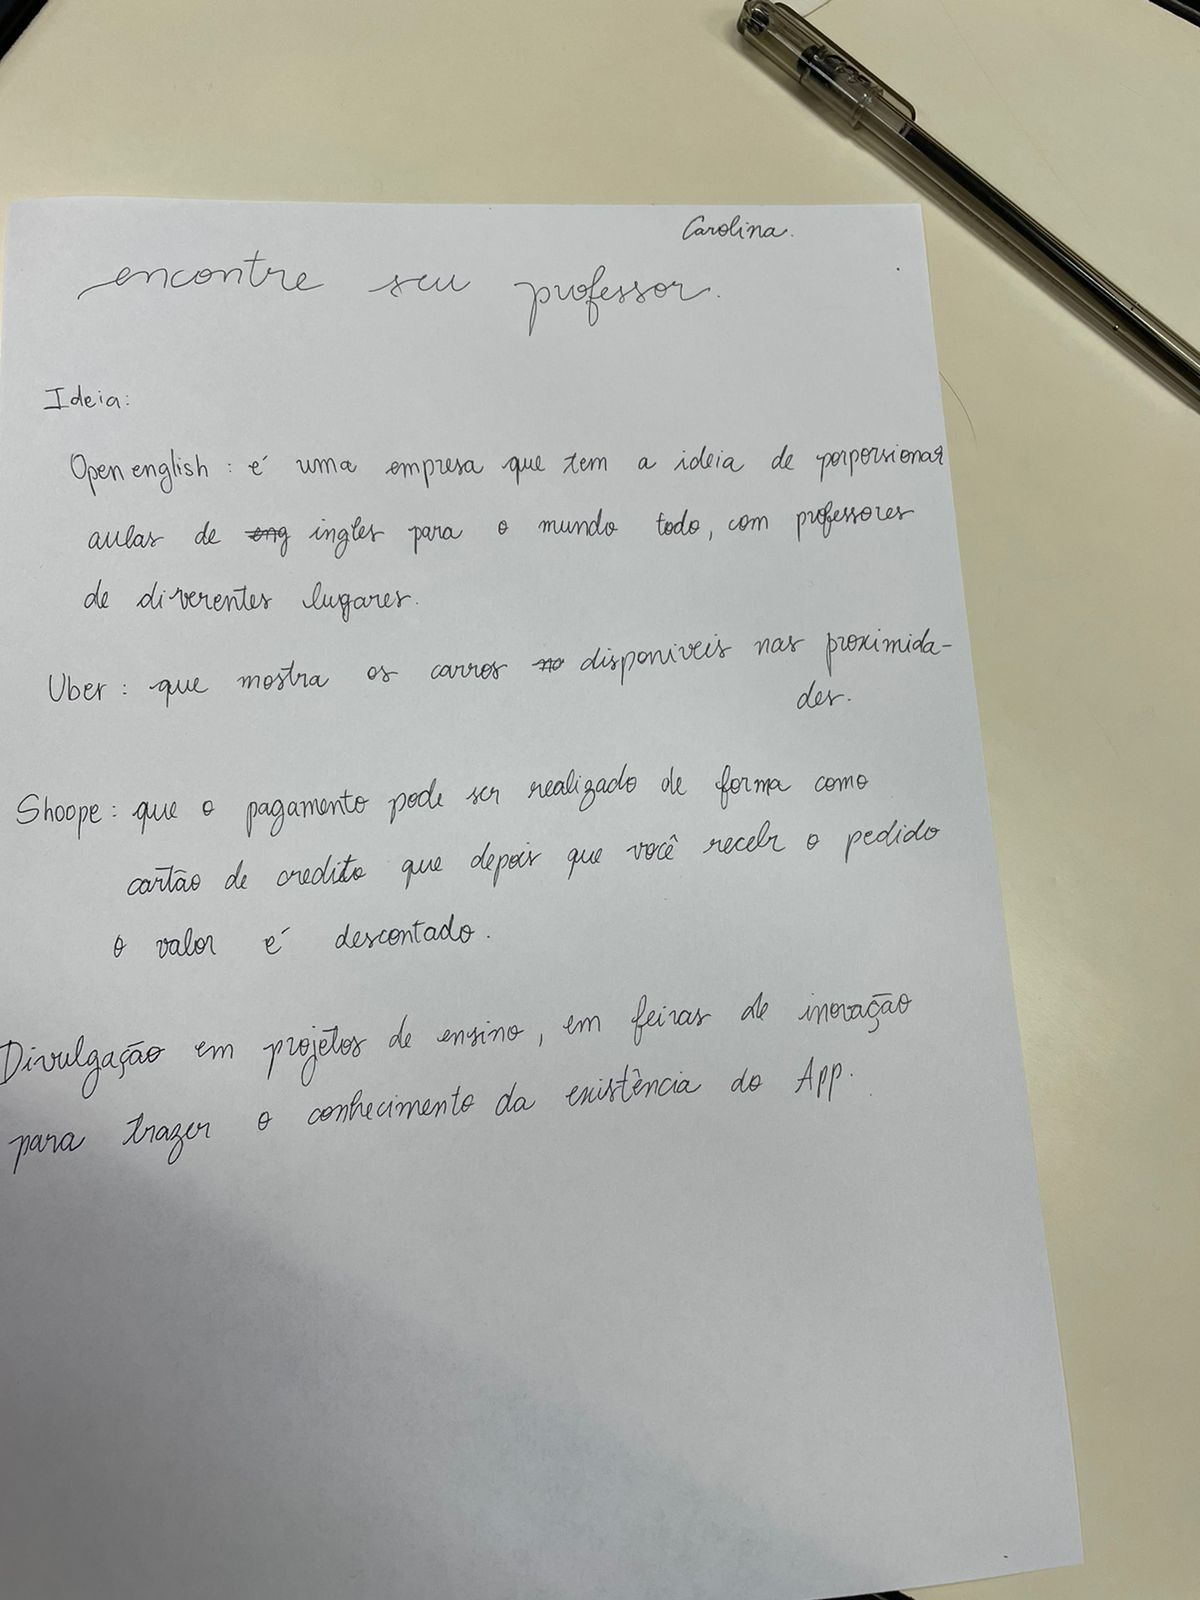 Carolina.
encontre seu professor.
Ideia:
Open english : é uma empresa que tem a ideia de porporsionar
aulas de eng ingles para o mundo todo, com professores
de diverentes lugares.
Uber : que mostra os carros no disponiveis nas proximida-
des.
Shoope : que o pagamento pode ser realizado de forma como
cartão de credito que depois que você receber o pedido
o valor é descontado.
Divulgação em projetos de ensino, em feiras de inovação
para trazer o conhecimento da existência do App.